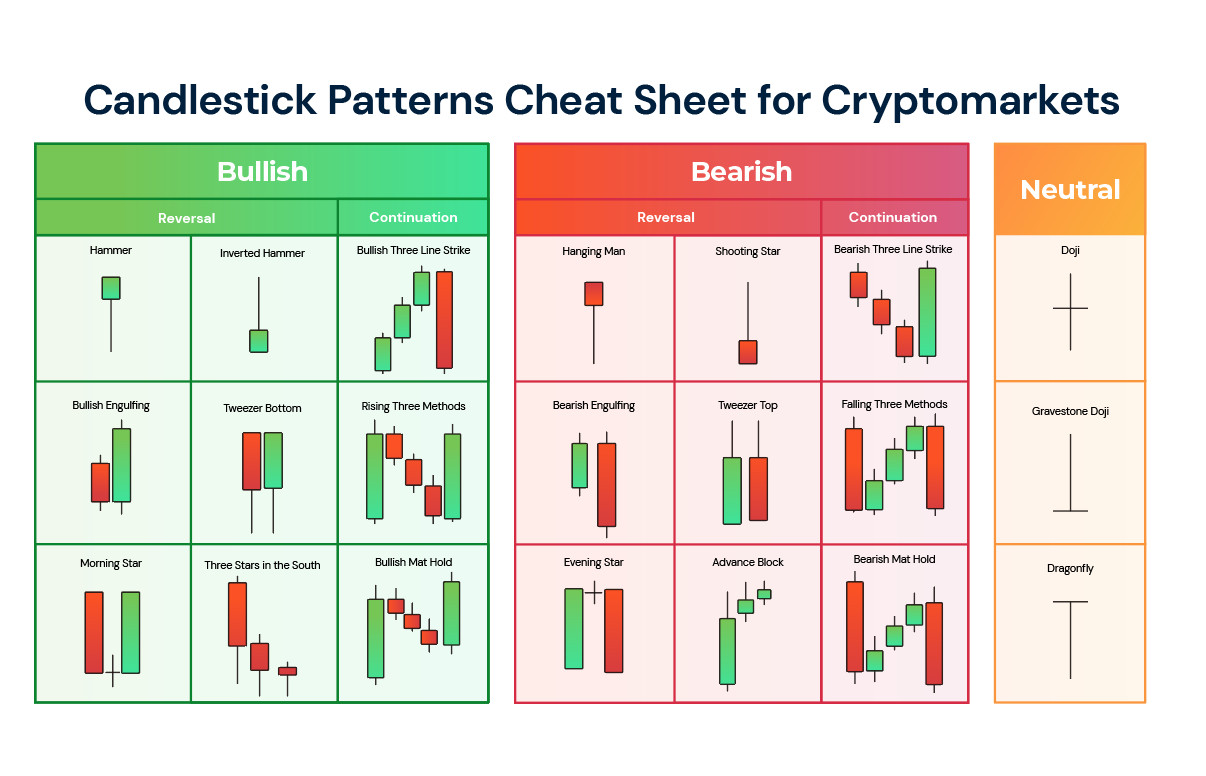 Candlestick Patterns Cheat Sheet for Cryptomarkets
Bullish
Bearish
Neutral
Reversal
Continuation
Reversal
Continuation
Hammer
Inverted Hammer
Bullish Three Line Strike
Hanging Man
Shooting Star
Bearish Three Line Strike
Doji
Bullish Engulfing
Tweezer Bottom
Rising Three Methods
Bearish Engulfing
Tweezer Top
Falling Three Methods
Gravestone Doji
Morning Star
Three Stars in the South
Bullish Mat Hold
Evening Star
Advance Block
Bearish Mat Hold
Dragonfly